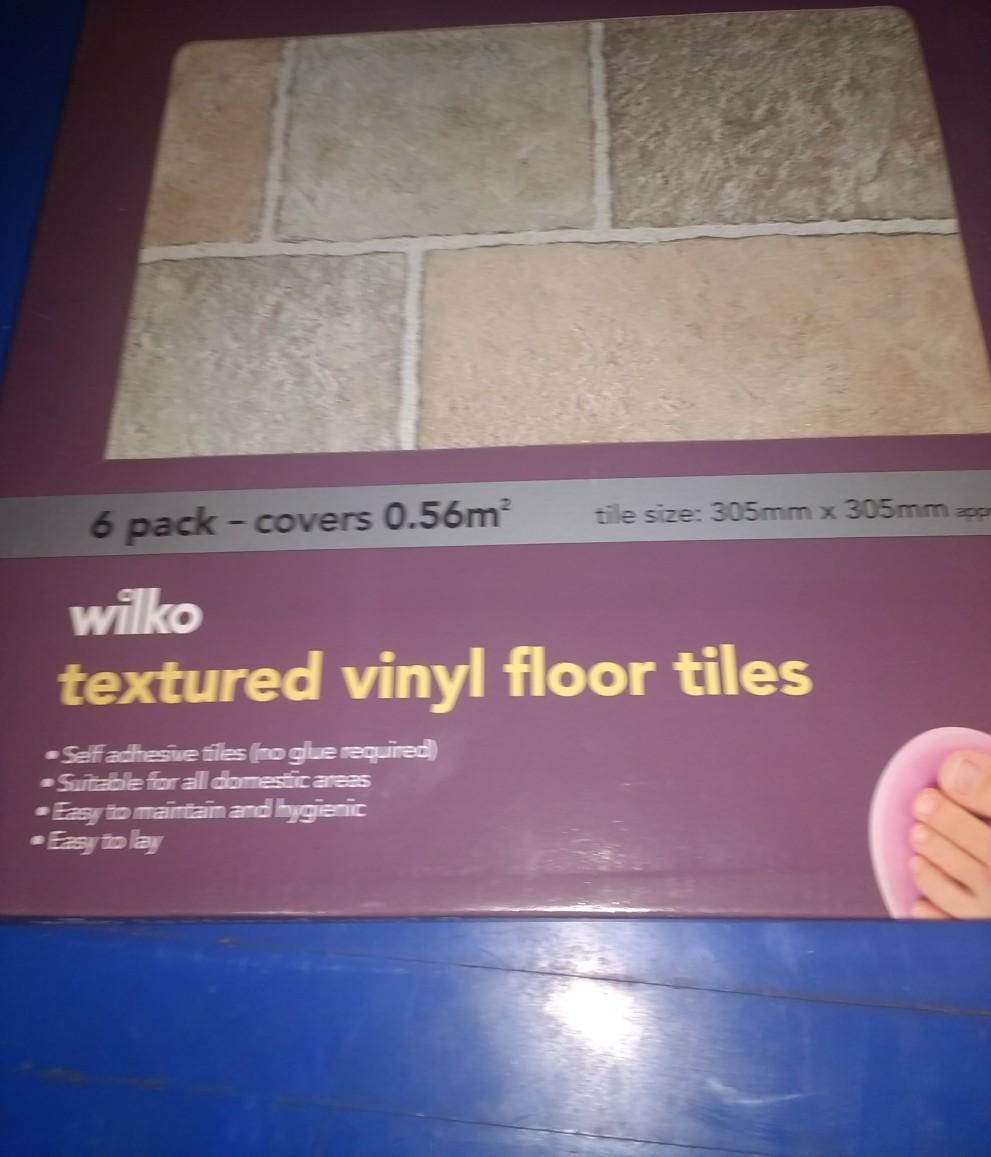 6 pack – covers 0.56m² tile size: 305mm x 305mm
wilko
textured vinyl floor tiles
• Self adhesive tiles (no glue required)
• Suitable for all domestic areas
• Easy to maintain and hygienic
• Easy to lay